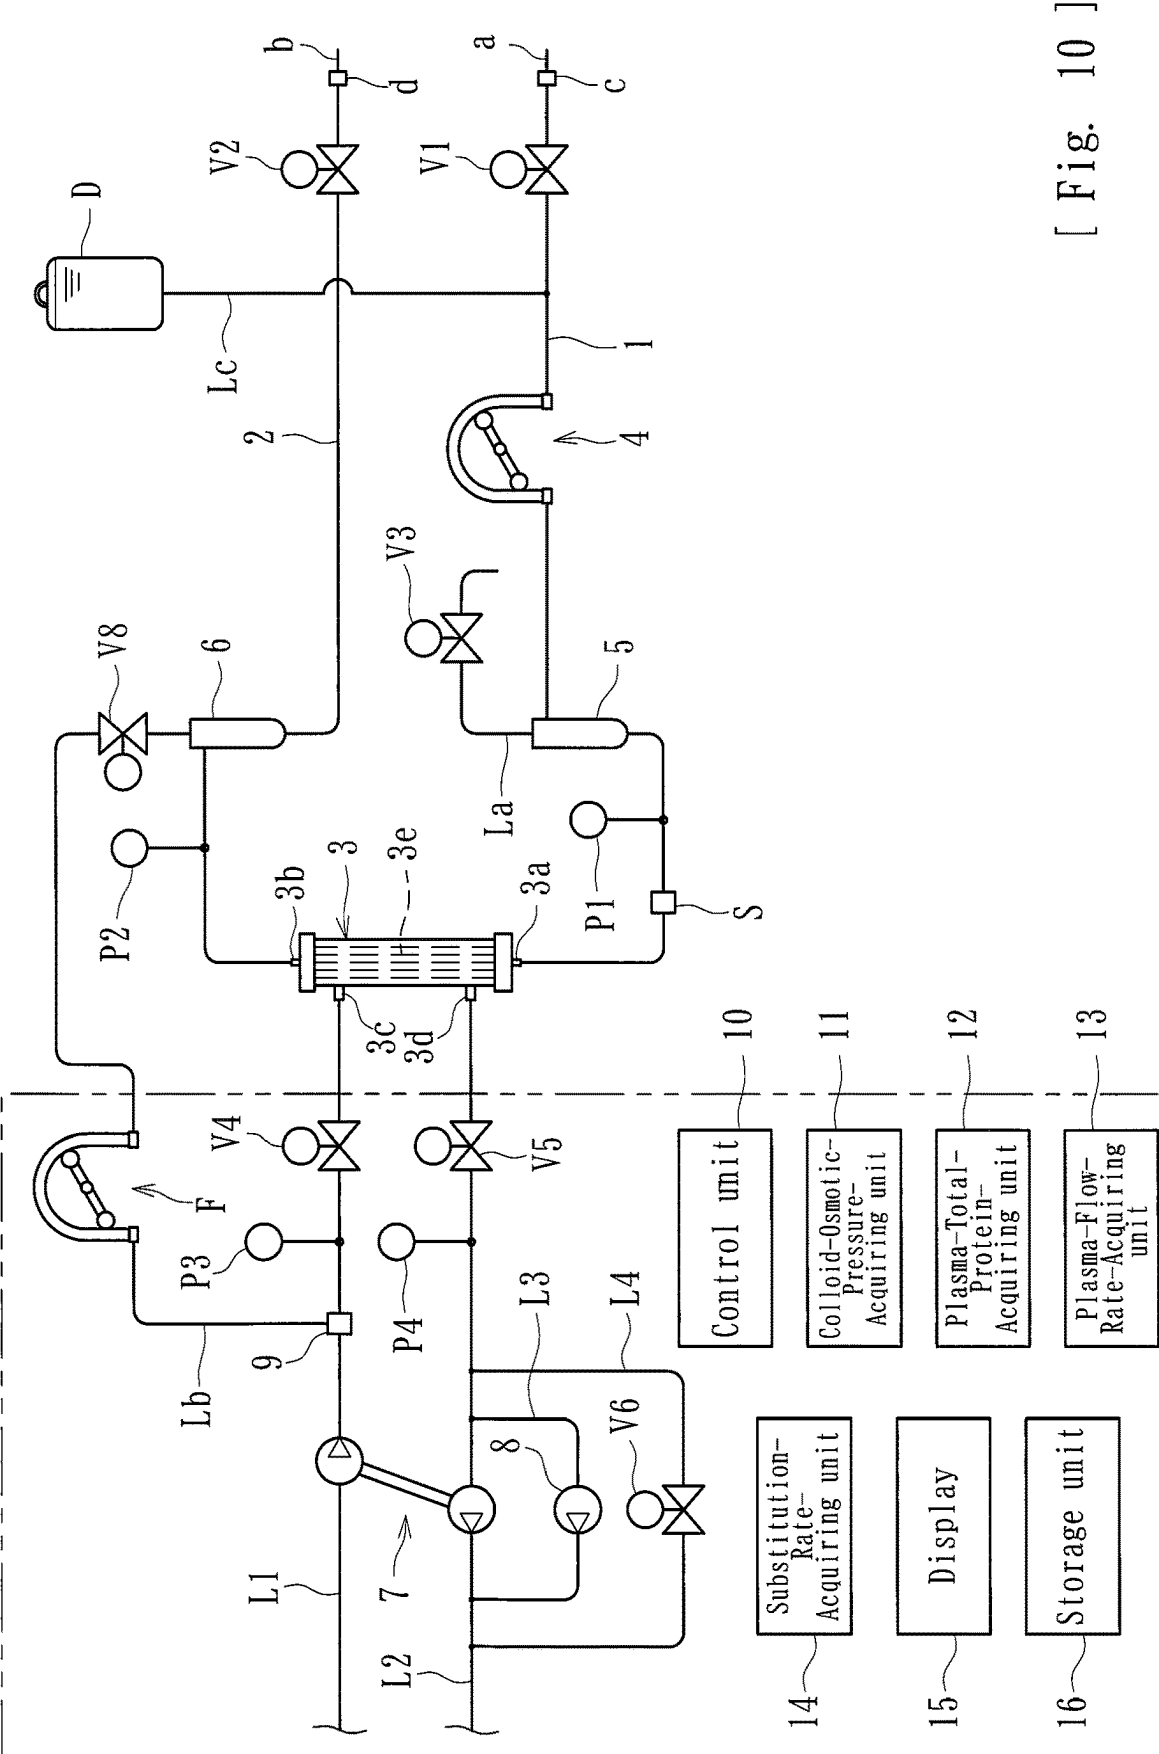 Lb
F
V8
D
P2
6
2
Lc
V2
b
d
L1
9
P3
V4
3b
3
3e
3c
3d
3a
La
V3
4
V1
a
c
7
L2
8
L3
P4
V5
P1
S
5
1
V6
L4
14
Substitution-
Rate-
Acquiring unit
15
Display
16
Storage unit
Control unit
10
Colloid-Osmotic-
Pressure-
Acquiring unit
11
Plasma-Total-
Protein-
Acquiring unit
12
Plasma-Flow-
Rate-Acquiring
unit
13
[ Fig. 10 ]